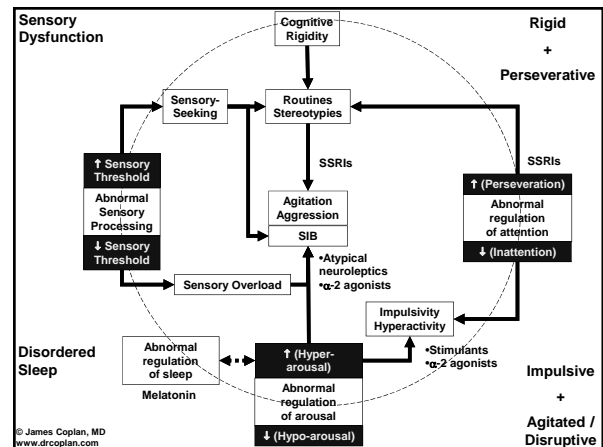 Sensory
Dysfunction
Cognitive
Rigidity
Rigid
+
Perseverative
Sensory-
Seeking
Routines
Stereotypies
SSRIs
SSRIs
↑ Sensory
Threshold
Abnormal
Sensory
Processing
↓ Sensory
Threshold
Agitation
Aggression
SIB
↑ (Perseveration)
Abnormal
regulation
of attention
↓ (Inattention)
•Atypical
neuroleptics
•α-2 agonists
Sensory Overload
Impulsivity
Hyperactivity
Disordered
Sleep
Abnormal
regulation
of sleep
Melatonin
↑ (Hyper-
arousal)
Abnormal
regulation
of arousal
↓ (Hypo-arousal)
•Stimulants
•α-2 agonists
Impulsive
+
Agitated /
Disruptive
© James Coplan, MD
www.drcoplan.com